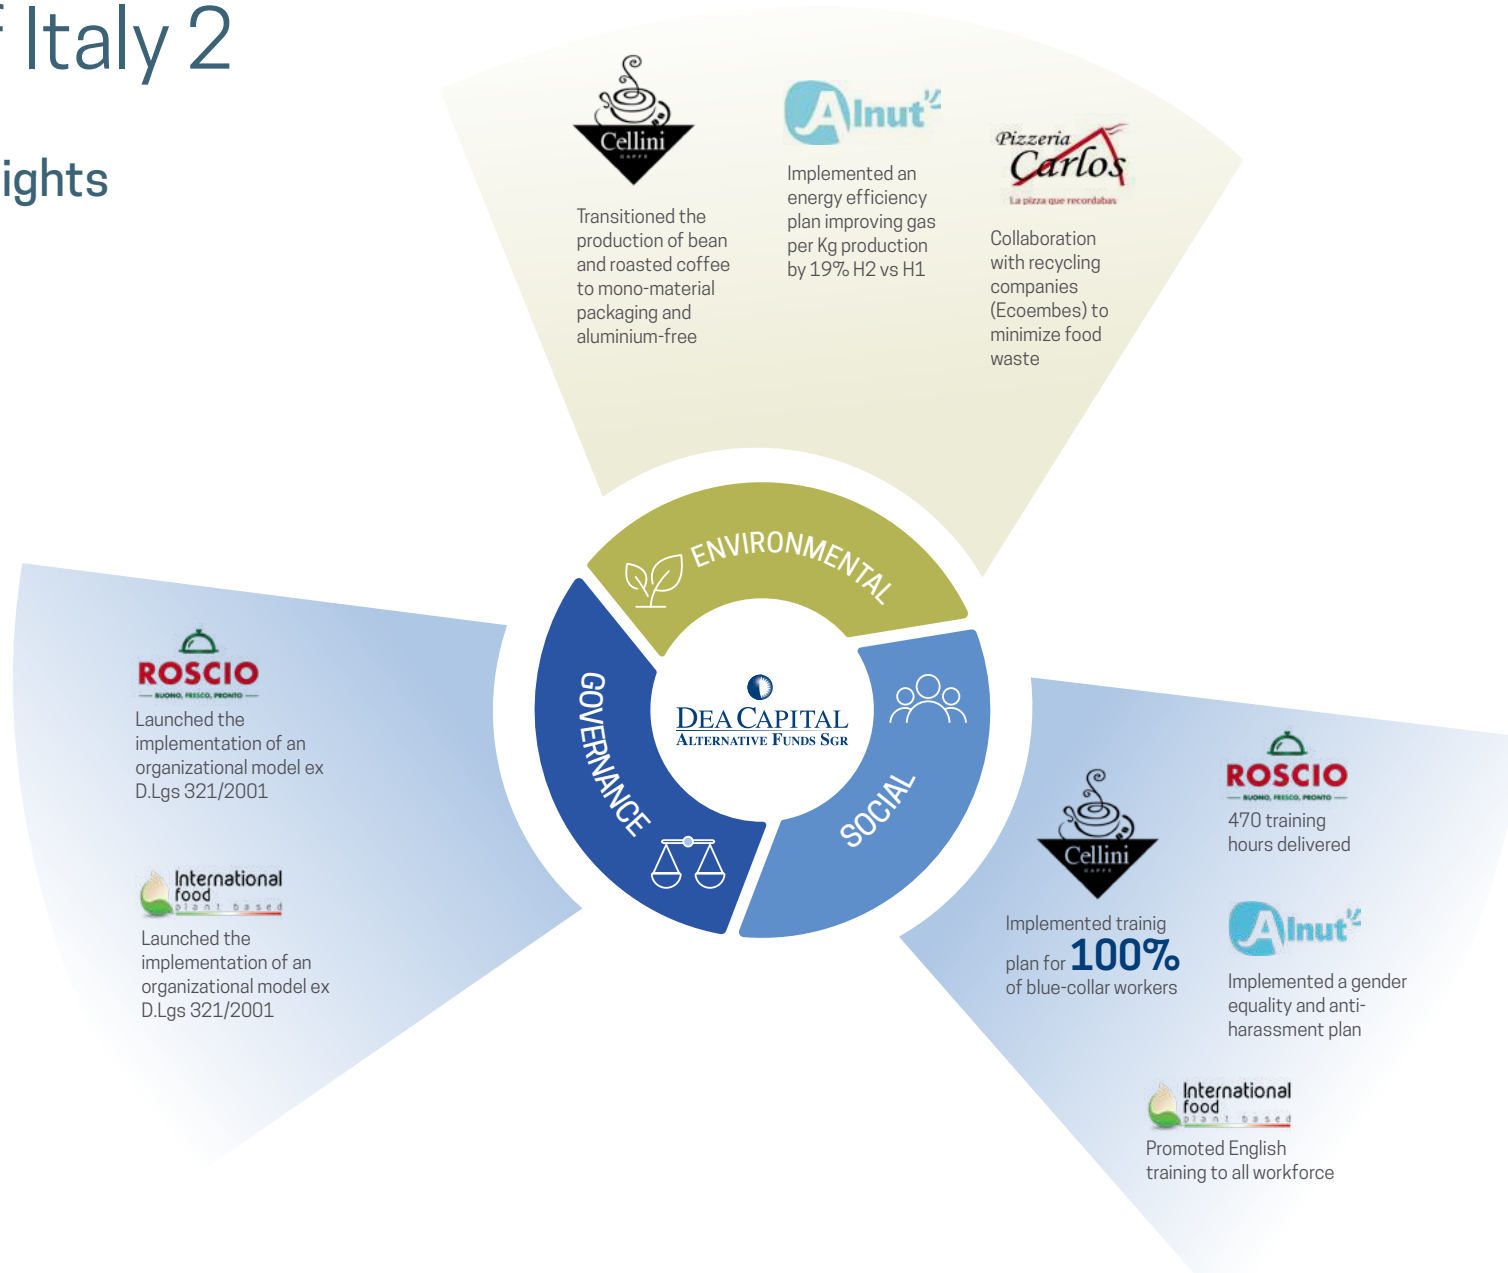 f Italy 2
ights
Cellini
CAFFÈ
Transitioned the
production of bean
and roasted coffee
to mono-material
packaging and
aluminium-free
Alnut
Implemented an
energy efficiency
plan improving gas
per Kg production
by 19% H2 vs H1
Pizzeria
Carlos
La pizza que recordabas
Collaboration
with recycling
companies
(Ecoembes) to
minimize food
waste
ENVIRONMENTAL
GOVERNANCE
SOCIAL
DEA CAPITAL
ALTERNATIVE FUNDS SGR
ROSCIO
BUONO, FRESCO, PRONTO
Launched the
implementation of an
organizational model ex
D.Lgs 321/2001
International
food
plant based
Launched the
implementation of an
organizational model ex
D.Lgs 321/2001
Cellini
CAFFÈ
Implemented trainig
plan for 100%
of blue-collar workers
ROSCIO
BUONO, FRESCO, PRONTO
470 training
hours delivered
Alnut
Implemented a gender
equality and anti-
harassment plan
International
food
plant based
Promoted English
training to all workforce